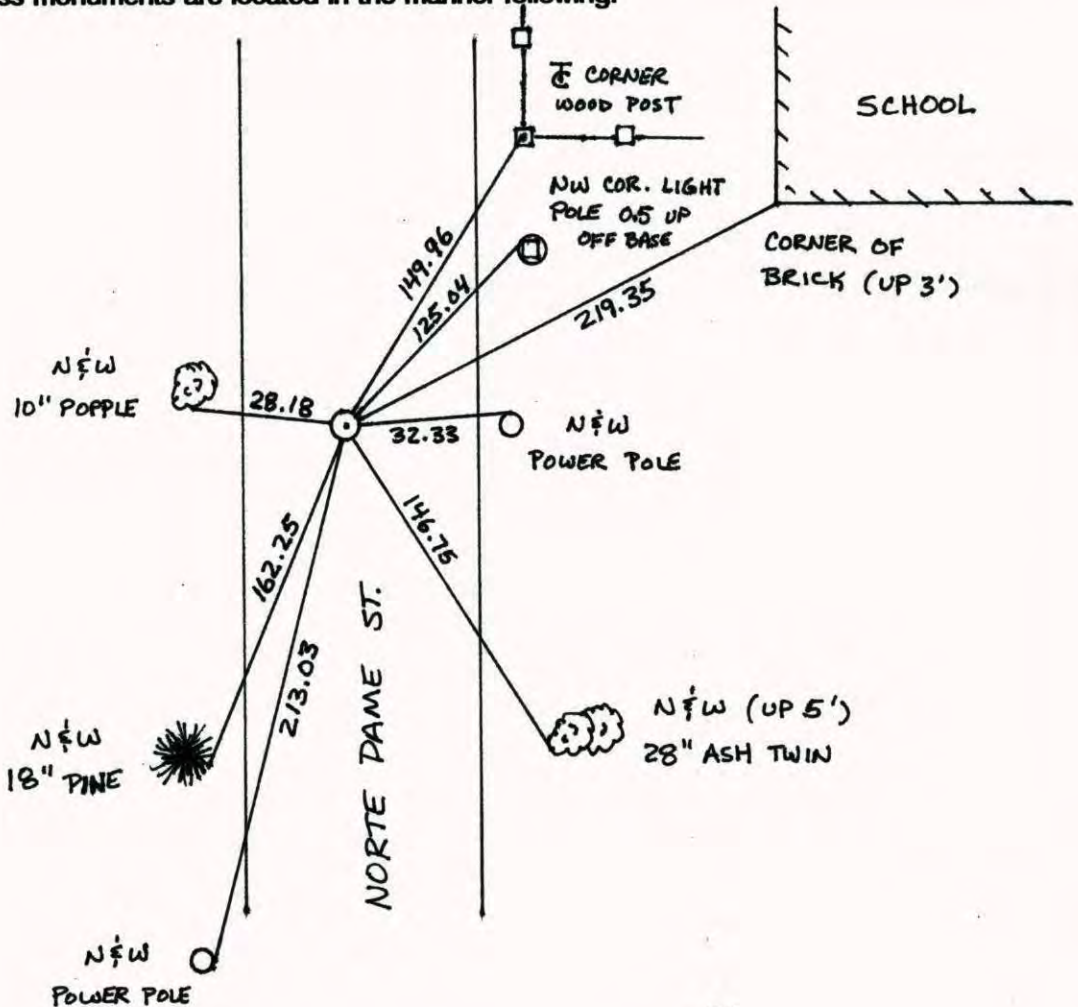 ss monuments are located in the manner following:
℄ CORNER
WOOD POST
SCHOOL
NW COR. LIGHT
POLE 0.5 UP
OFF BASE
CORNER OF
BRICK (UP 3')
149.96
125.04
219.35
N&W
10" POPPLE
28.18
32.33
N&W
POWER POLE
162.25
213.03
146.75
NORTE DAME ST.
N&W
18" PINE
N&W (UP 5')
28" ASH TWIN
N&W
POWER POLE